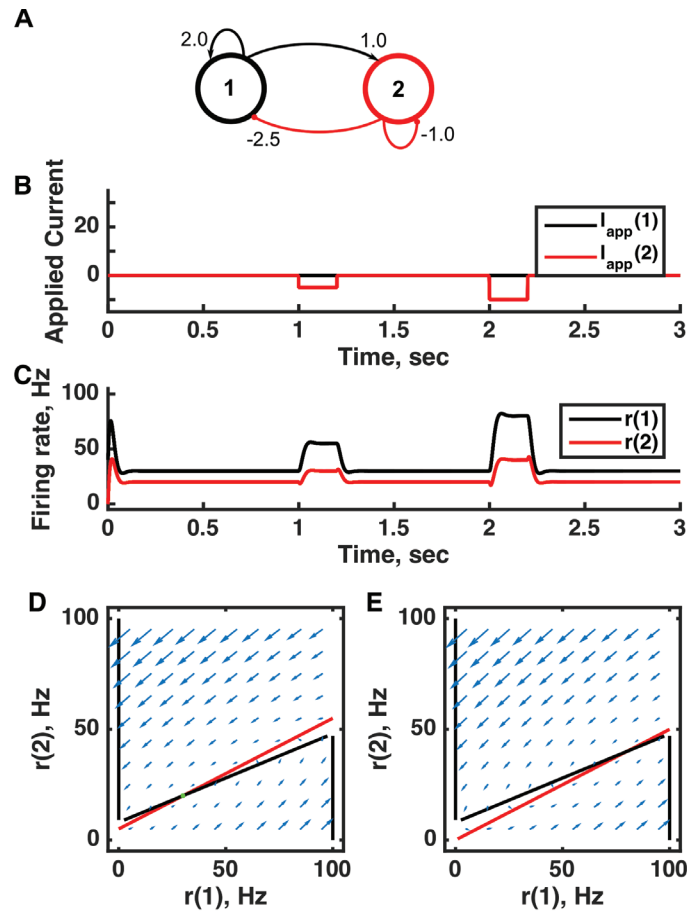 A
2.0
1.0
1
2
-2.5
-1.0
B
Applied Current
20
0
I app (1)
I app (2)
0 0.5 1 1.5 2 2.5 3
Time, sec
C
Firing rate, Hz
100
50
0
r(1)
r(2)
0 0.5 1 1.5 2 2.5 3
Time, sec
D
r(2), Hz
100
50
0
0 50 100
r(1), Hz
E
r(2), Hz
100
50
0
0 50 100
r(1), Hz